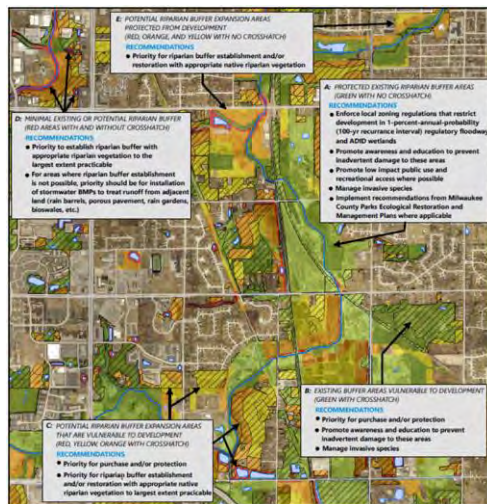 E: POTENTIAL RIPARIAN BUFFER EXPANSION AREAS
PROTECTED FROM DEVELOPMENT
(RED, ORANGE, AND YELLOW WITH NO CROSSHATCH)
RECOMMENDATIONS
● Priority for riparian buffer establishment and/or
restoration with appropriate native riparian vegetation
A: PROTECTED EXISTING RIPARIAN BUFFER AREAS
(GREEN WITH NO CROSSHATCH)
RECOMMENDATIONS
● Enforce local zoning regulations that restrict
development in 1-percent-annual-probability
(100-yr recurrance interval) regulatory floodway
and ADID wetlands
● Promote awareness and education to prevent
inadvertent damage to these areas
● Promote low impact public use and
recreational access where possible
● Manage invasive species
● Implement recommendations from Milwaukee
County Parks Ecological Restoration and
Management Plans where applicable
D: MINIMAL EXISTING OR POTENTIAL RIPARIAN BUFFER
(RED AREAS WITH AND WITHOUT CROSSHATCH)
RECOMMENDATIONS
● Priority to establish riparian buffer with
appropriate riparian vegetation to the
largest extent practicable
● For areas where riparian buffer establishment
is not possible, priority should be for installation
of stormwater BMPs to treat runoff from adjacent
land (rain barrels, porous pavement, rain gardens,
bioswales, etc.)
B: EXISTING BUFFER AREAS VULNERABLE TO DEVELOPMENT
(GREEN WITH CROSSHATCH)
RECOMMENDATIONS
● Priority for purchase and/or protection
● Promote awareness and education to prevent
inadvertent damage to these areas
● Manage invasive species
C: POTENTIAL RIPARIAN BUFFER EXPANSION AREAS
THAT ARE VULNERABLE TO DEVELOPMENT
(RED, YELLOW, ORANGE WITH CROSSHATCH)
RECOMMENDATIONS
● Priority for purchase and/or protection
● Priority for riparian buffer establishment
and/or restoration with appropriate native
riparian vegetation to largest extent practicable